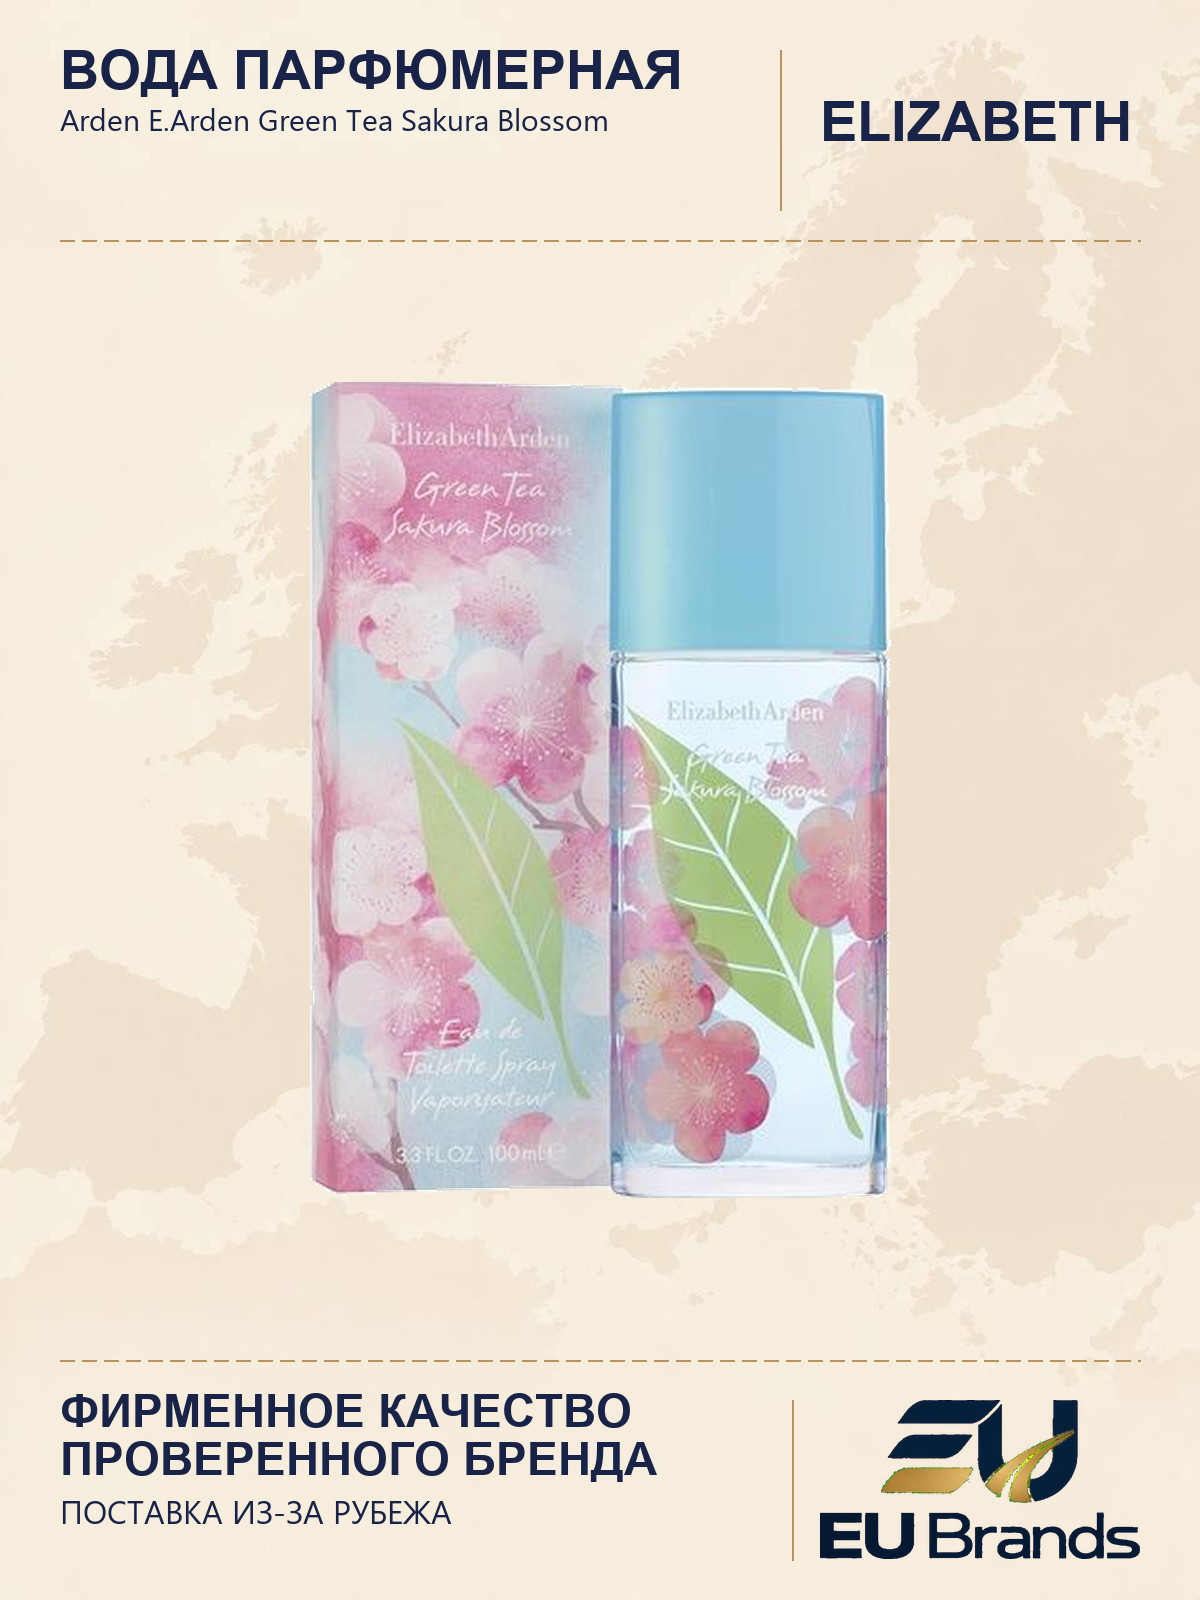 ВОДА ПАРФЮМЕРНАЯ
Arden E.Arden Green Tea Sakura Blossom
ELIZABETH
ElizabethArden
Green Tea
Sakura Blossom
Eau de
Toilette Spray
Vaporisateur
3.3 FL.OZ. 100mL
ElizabethArden
Green Tea
Sakura Blossom
ФИРМЕННОЕ КАЧЕСТВО
ПРОВЕРЕННОГО БРЕНДА
ПОСТАВКА ИЗ-ЗА РУБЕЖА
EU
EU Brands